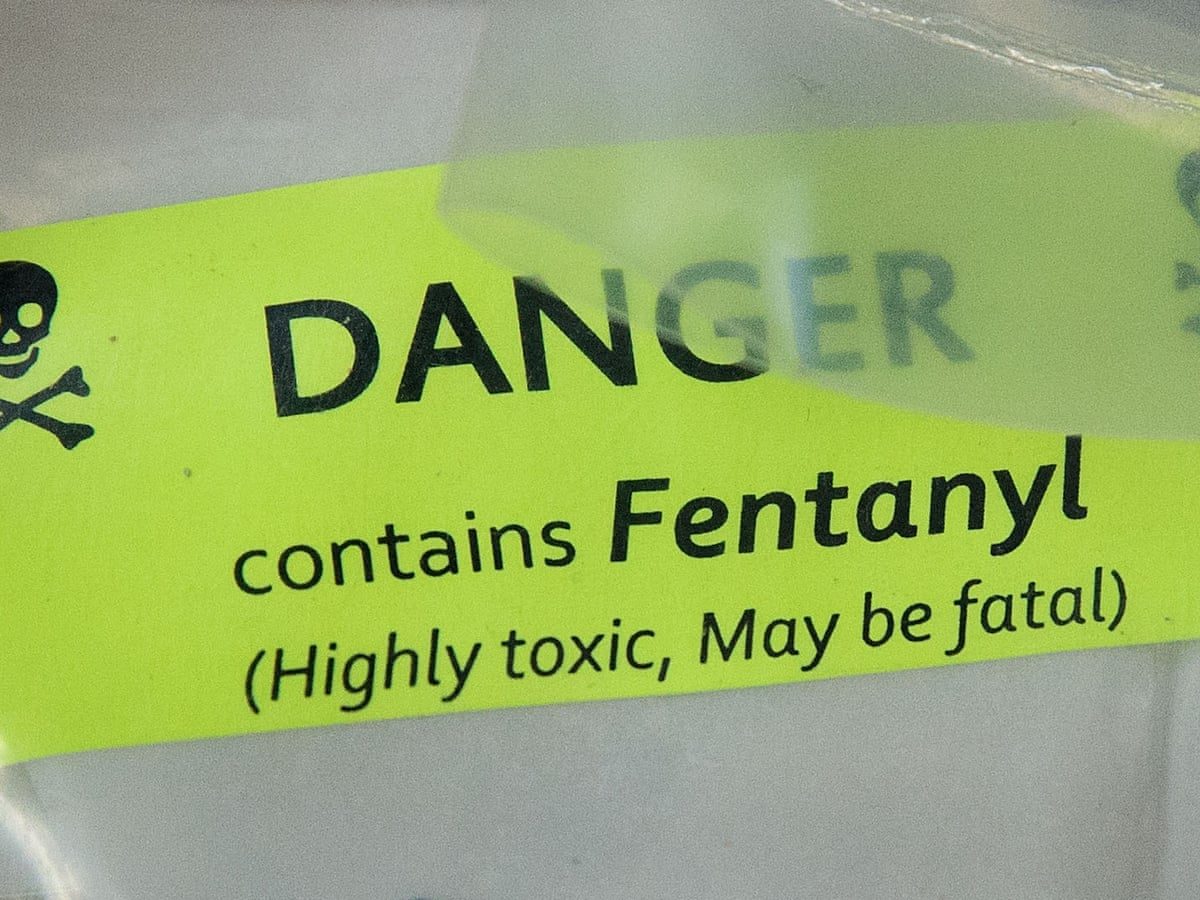 DANGER
contains Fentanyl
(Highly toxic, May be fatal)